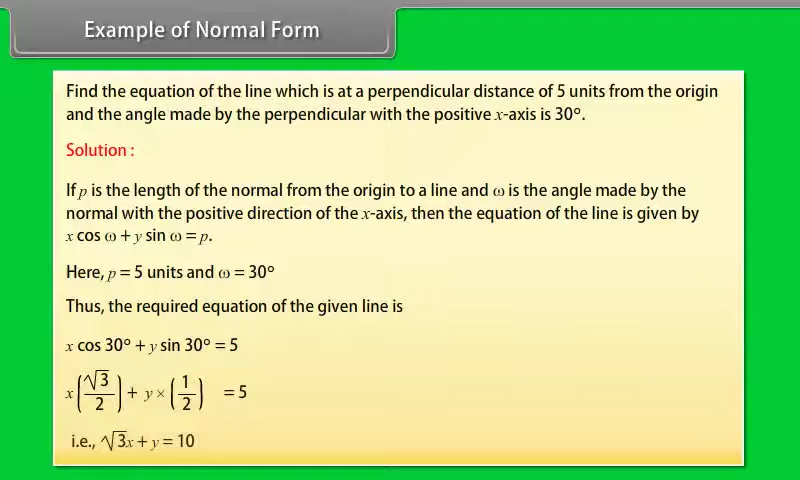 Example of Normal Form
Find the equation of the line which is at a perpendicular distance of 5 units from the origin
and the angle made by the perpendicular with the positive x-axis is 30°.
Solution :
If p is the length of the normal from the origin to a line and ω is the angle made by the
normal with the positive direction of the x-axis, then the equation of the line is given by
x cos ω + y sin ω = p.
Here, p = 5 units and ω = 30°
Thus, the required equation of the given line is
x cos 30° + y sin 30° = 5
x(√3/2) + y × (1/2) = 5
i.e., √3x + y = 10